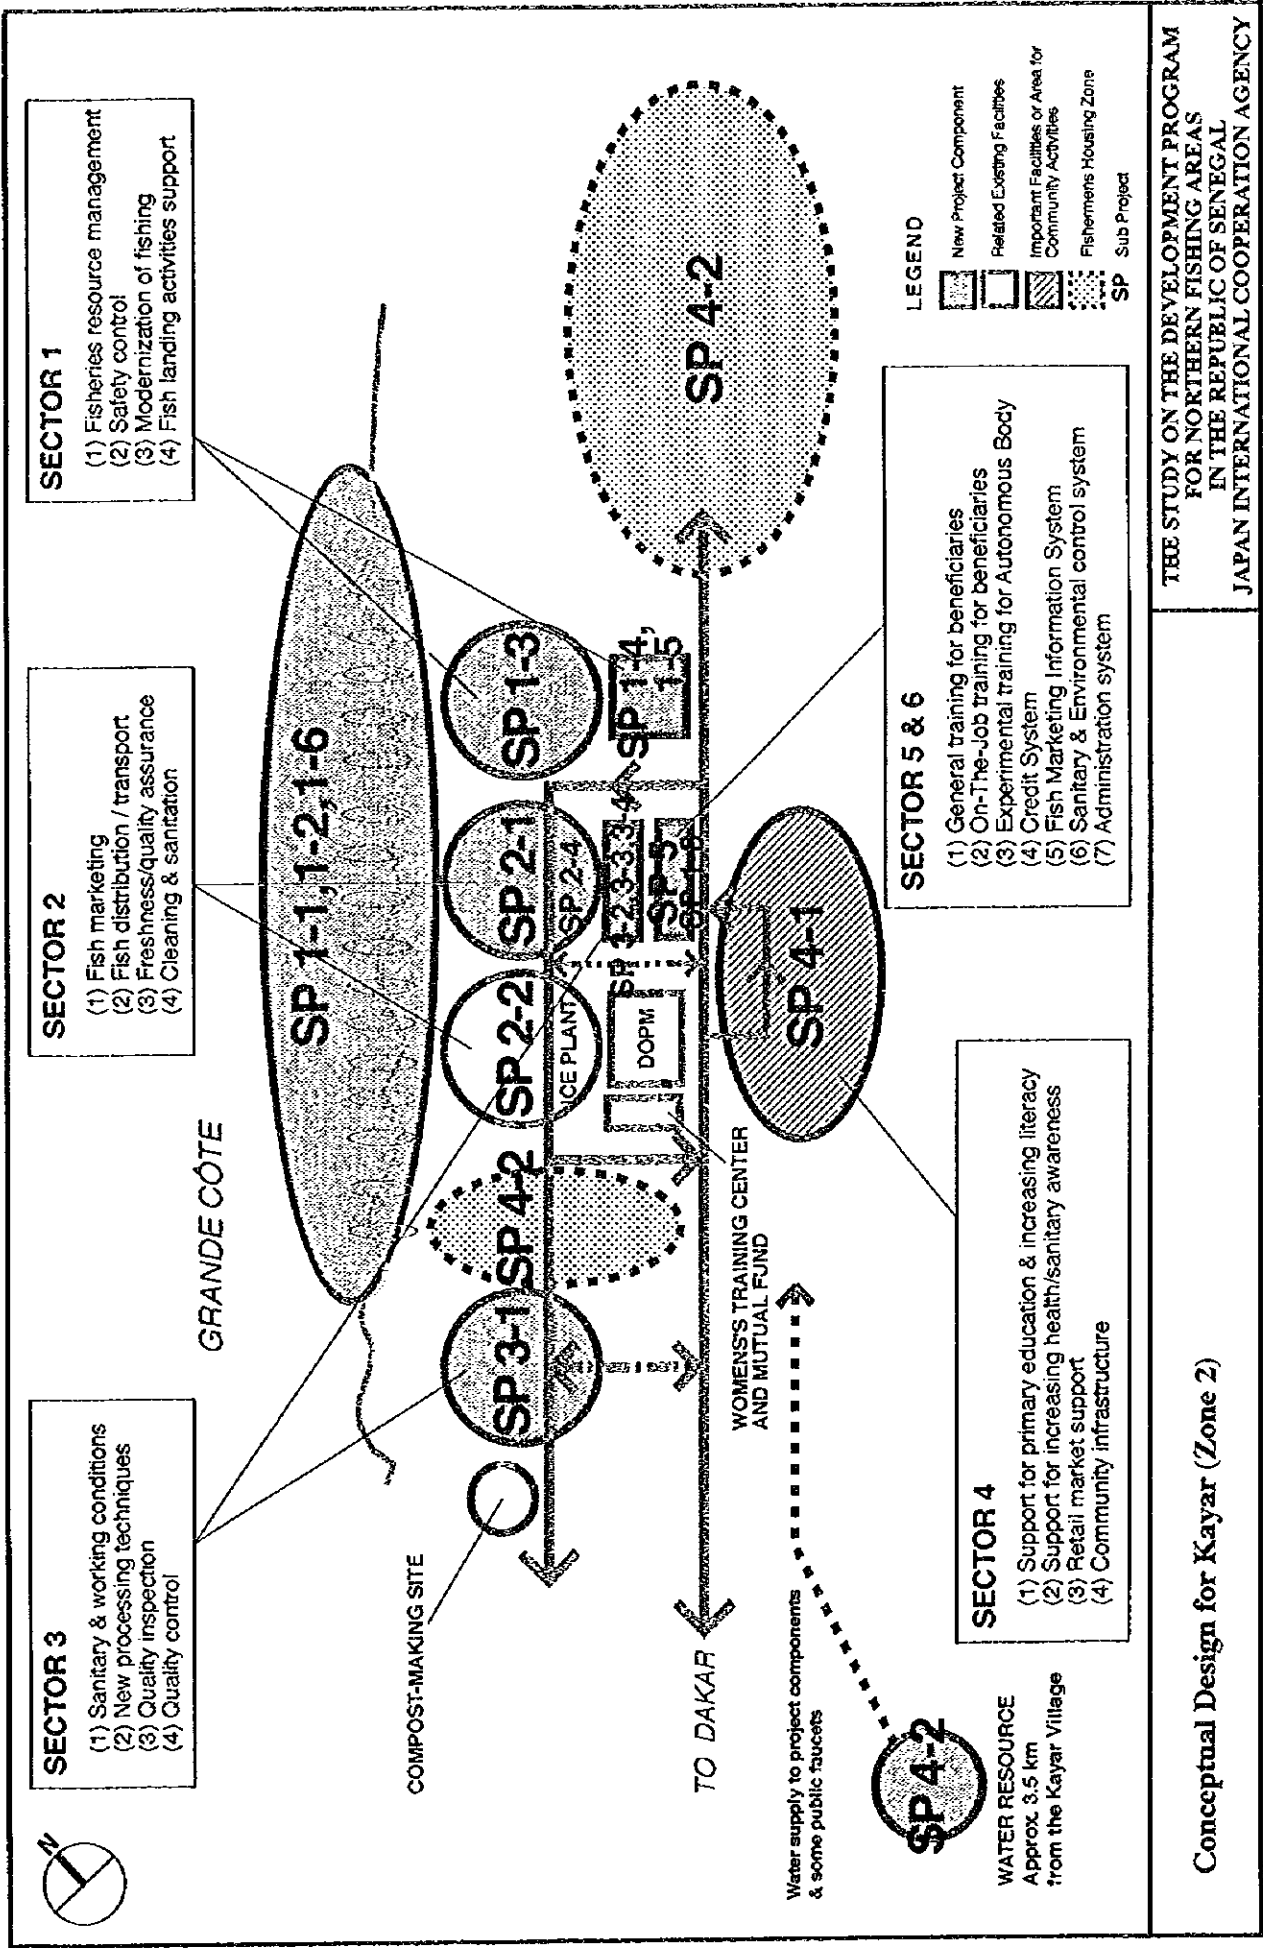 N
SECTOR 3
(1) Sanitary & working conditions
(2) New processing techniques
(3) Quality inspection
(4) Quality control
SECTOR 2
(1) Fish marketing
(2) Fish distribution / transport
(3) Freshness/quality assurance
(4) Cleaning & sanitation
SECTOR 1
(1) Fisheries resource management
(2) Safety control
(3) Modernization of fishing
(4) Fish landing activities support
GRANDE CÔTE
SP 1-1,1-2,1-6
COMPOST-MAKING SITE
SP 3-1
SP 4-2
SP 2-2
ICE PLANT
SP 2-1
SP 2-4
SP 1-3
DOPM
SP 3-2,3-3,3-4
SP-5
SP 1-4,
1-5
TO DAKAR
WOMENS'S TRAINING CENTER
AND MUTUAL FUND
SP 4-1
SP 4-2
Water supply to project components
& some public faucets
SP 4-2
WATER RESOURCE
Approx. 3.5 km
from the Kayar Village
SECTOR 4
(1) Support for primary education & increasing literacy
(2) Support for increasing health/sanitary awareness
(3) Retail market support
(4) Community infrastructure
SECTOR 5 & 6
(1) General training for beneficiaries
(2) On-The-Job training for beneficiaries
(3) Experimental training for Autonomous Body
(4) Credit System
(5) Fish Marketing Information System
(6) Sanitary & Environmental control system
(7) Administration system
LEGEND
New Project Component
Related Existing Facilities
Important Facilities or Area for
Community Activities
Fishermens Housing Zone
SP Sub Project
Conceptual Design for Kayar (Zone 2)
THE STUDY ON THE DEVELOPMENT PROGRAM
FOR NORTHERN FISHING AREAS
IN THE REPUBLIC OF SENEGAL
JAPAN INTERNATIONAL COOPERATION AGENCY